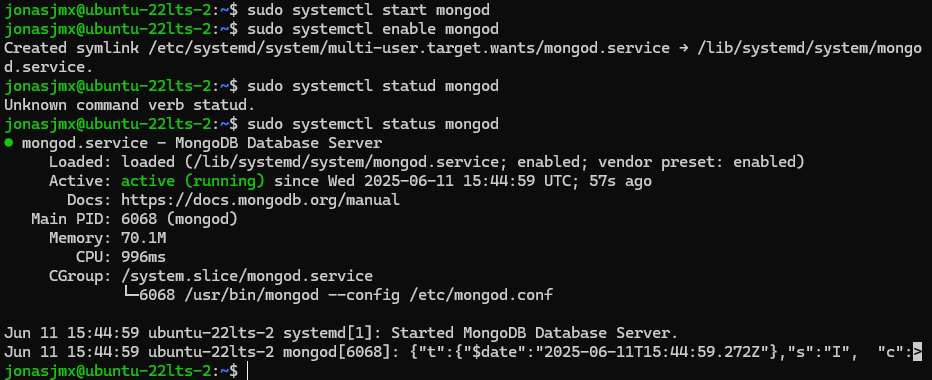 jonasjmx@ubuntu-22lts-2:~$ sudo systemctl start mongod
jonasjmx@ubuntu-22lts-2:~$ sudo systemctl enable mongod
Created symlink /etc/systemd/system/multi-user.target.wants/mongod.service → /lib/systemd/system/mongo
d.service.
jonasjmx@ubuntu-22lts-2:~$ sudo systemctl statud mongod
Unknown command verb statud.
jonasjmx@ubuntu-22lts-2:~$ sudo systemctl status mongod
● mongod.service - MongoDB Database Server
     Loaded: loaded (/lib/systemd/system/mongod.service; enabled; vendor preset: enabled)
     Active: active (running) since Wed 2025-06-11 15:44:59 UTC; 57s ago
       Docs: https://docs.mongodb.org/manual
   Main PID: 6068 (mongod)
     Memory: 70.1M
        CPU: 996ms
     CGroup: /system.slice/mongod.service
             └─6068 /usr/bin/mongod --config /etc/mongod.conf

Jun 11 15:44:59 ubuntu-22lts-2 systemd[1]: Started MongoDB Database Server.
Jun 11 15:44:59 ubuntu-22lts-2 mongod[6068]: {"t":{"$date":"2025-06-11T15:44:59.272Z"},"s":"I",  "c":>
jonasjmx@ubuntu-22lts-2:~$